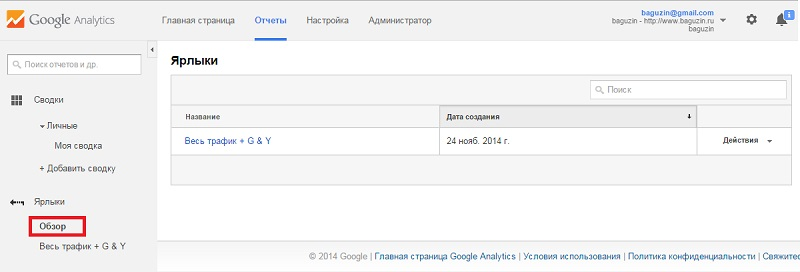 Google Analytics
Главная страница Отчеты Настройка Администратор
baguzin@gmail.com
baguzin - http://www.baguzin.ru
baguzin
Поиск отчетов и др.
Сводки
Личные
Моя сводка
+ Добавить сводку
Ярлыки
Обзор
Весь трафик + G & Y
Ярлыки
Поиск
Название Дата создания
Весь трафик + G & Y 24 нояб. 2014 г. Действия
© 2014 Google | Главная страница Google Analytics | Условия использования | Политика конфиденциальности | Свяжитес